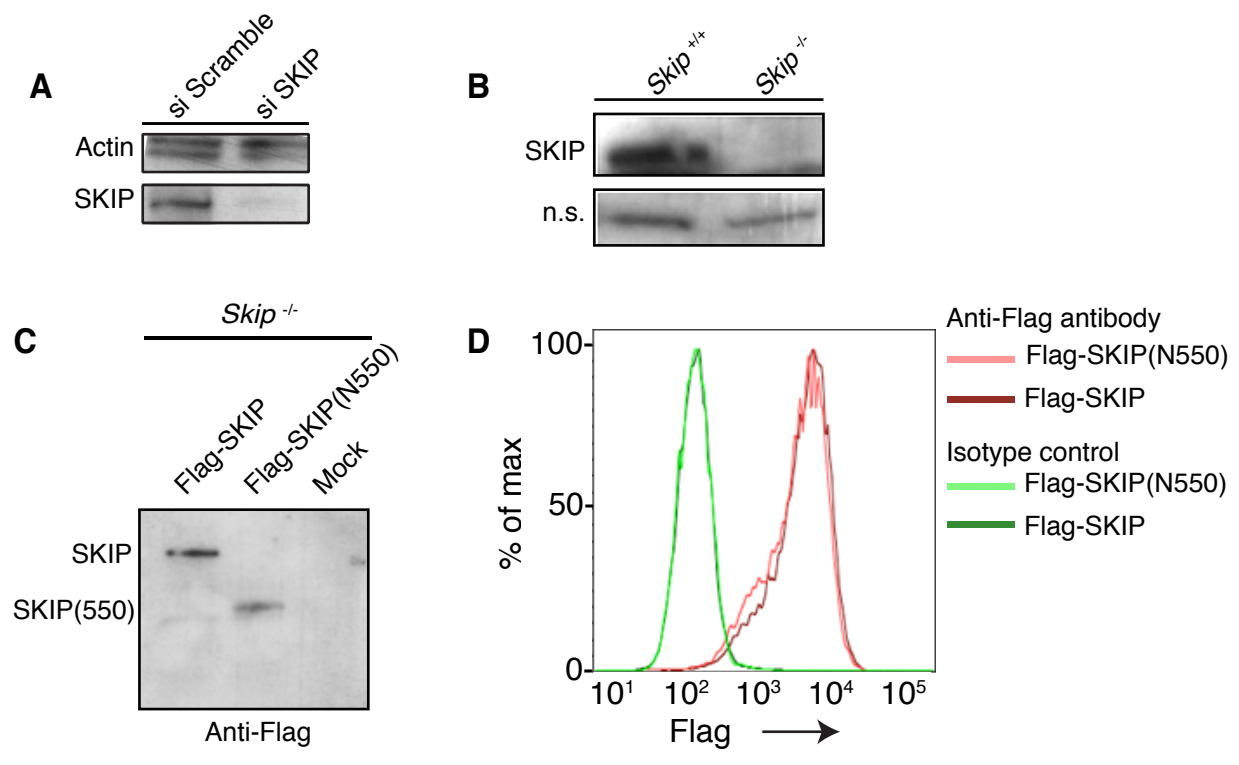 A
si Scramble
si SKIP
Actin
SKIP
B
Skip +/+
Skip -/-
SKIP
n.s.
C
Skip -/-
Flag-SKIP
Flag-SKIP(N550)
Mock
SKIP
SKIP(550)
Anti-Flag
D
100
50
0
% of max
10¹ 10² 10³ 10⁴ 10⁵
Flag
Anti-Flag antibody
Flag-SKIP(N550)
Flag-SKIP
Isotype control
Flag-SKIP(N550)
Flag-SKIP